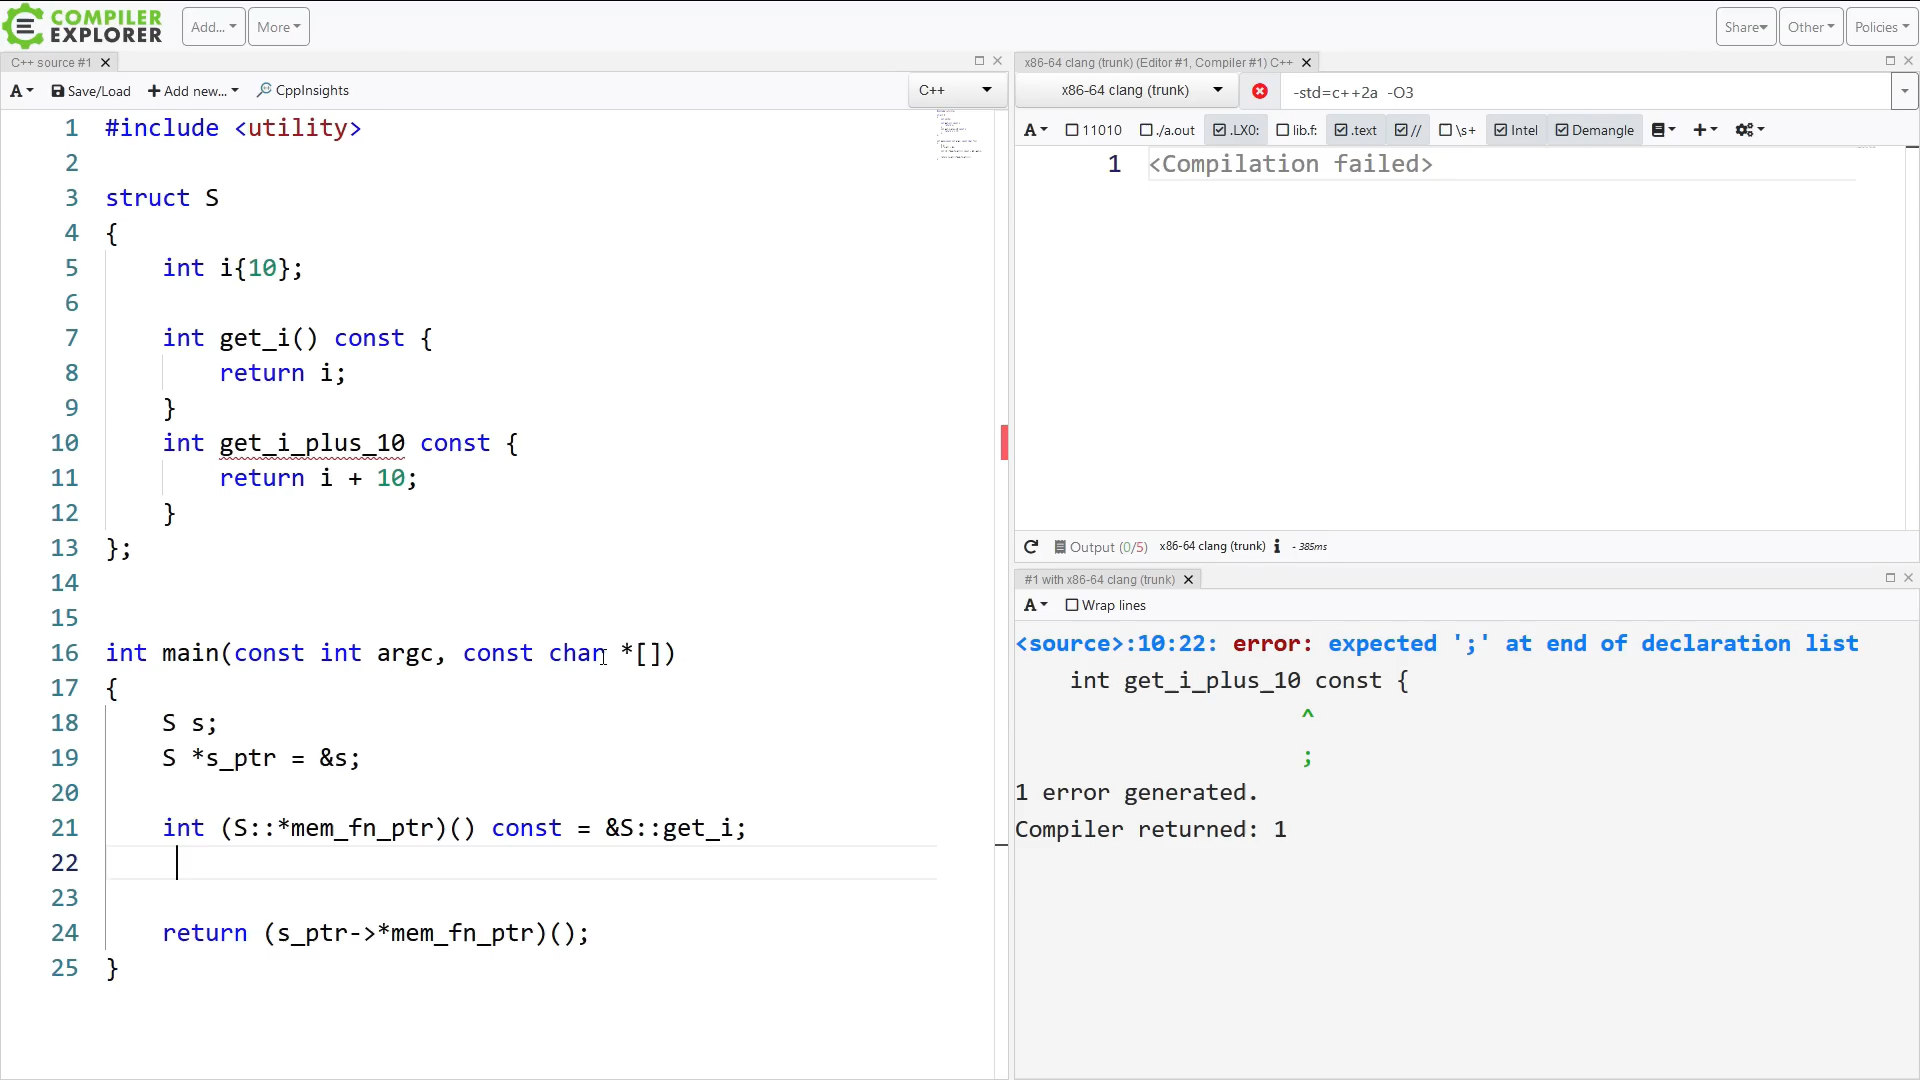 COMPILER
EXPLORER
Add...
More
Share
Other
Policies
C++ source #1
A
Save/Load
+ Add new...
CppInsights
C++
1 #include <utility>
2
3 struct S
4 {
5 int i{10};
6
7 int get_i() const {
8 return i;
9 }
10 int get_i_plus_10 const {
11 return i + 10;
12 }
13 };
14
15
16 int main(const int argc, const char *[])
17 {
18 S s;
19 S *s_ptr = &s;
20
21 int (S::*mem_fn_ptr)() const = &S::get_i;
22
23
24 return (s_ptr->*mem_fn_ptr)();
25 }
x86-64 clang (trunk) (Editor #1, Compiler #1) C++
x86-64 clang (trunk)
-std=c++2a -O3
A 11010 ./a.out .LX0: lib.f: .text // \s+ Intel Demangle
1 <Compilation failed>
Output (0/5) x86-64 clang (trunk) i - 385ms
#1 with x86-64 clang (trunk)
A Wrap lines
<source>:10:22: error: expected ';' at end of declaration list
int get_i_plus_10 const {
^
;
1 error generated.
Compiler returned: 1